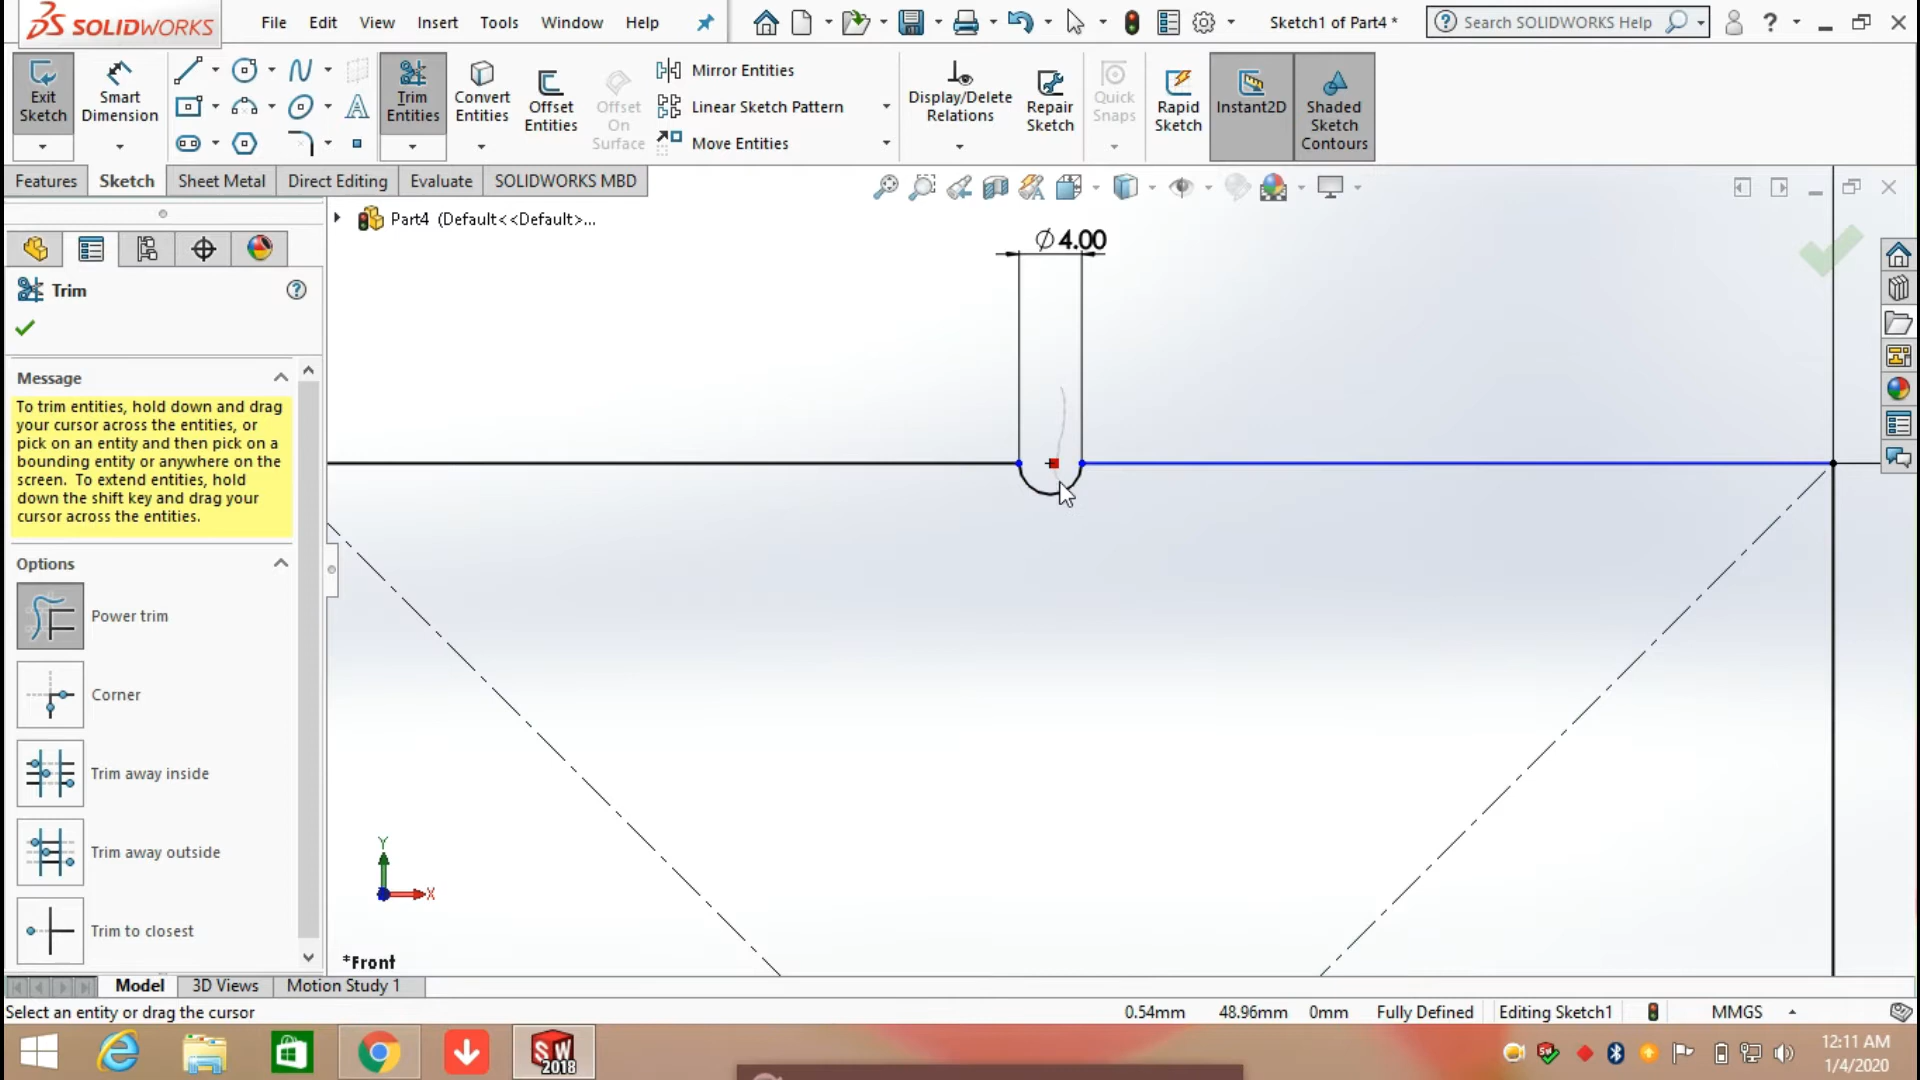 SOLIDWORKS
File Edit View Insert Tools Window Help
Sketch1 of Part4 *
Search SOLIDWORKS Help
Exit Sketch
Smart Dimension
Trim Entities
Convert Entities
Offset Entities
Offset On Surface
Mirror Entities
Linear Sketch Pattern
Move Entities
Display/Delete Relations
Repair Sketch
Quick Snaps
Rapid Sketch
Instant2D
Shaded Sketch Contours
Features Sketch Sheet Metal Direct Editing Evaluate SOLIDWORKS MBD
Part4 (Default<<Default>...
Trim
Message
To trim entities, hold down and drag
your cursor across the entities, or
pick on an entity and then pick on a
bounding entity or anywhere on the
screen. To extend entities, hold
down the shift key and drag your
cursor across the entities.
Options
Power trim
Corner
Trim away inside
Trim away outside
Trim to closest
∅4.00
Y
X
*Front
Model 3D Views Motion Study 1
Select an entity or drag the cursor
0.54mm 48.96mm 0mm Fully Defined Editing Sketch1 MMGS
SW 2018
12:11 AM
1/4/2020